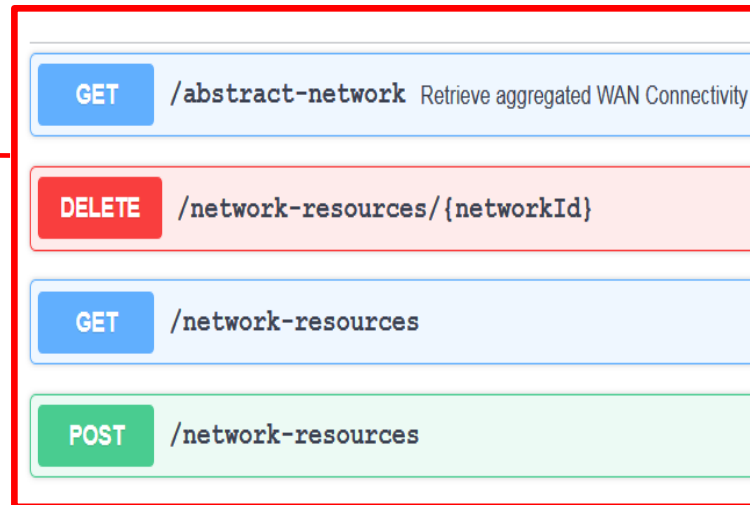 GET /abstract-network Retrieve aggregated WAN Connectivity
DELETE /network-resources/{networkId}
GET /network-resources
POST /network-resources